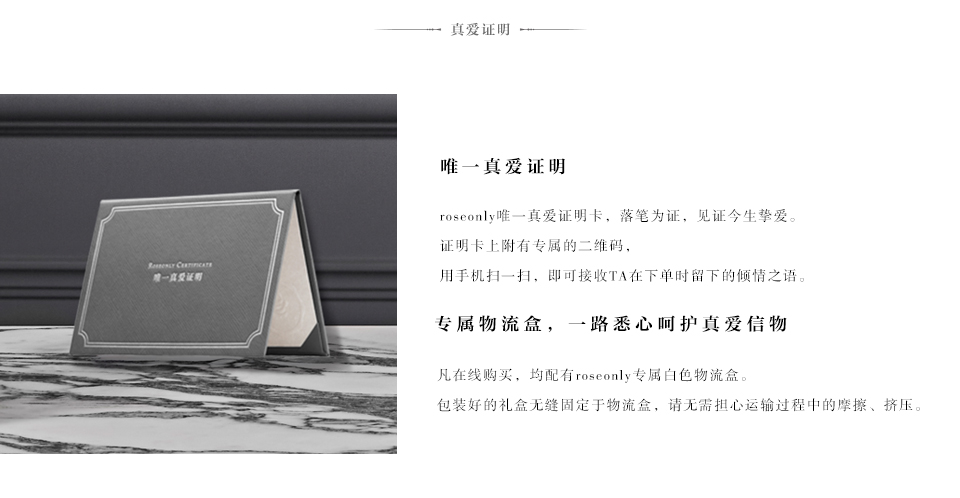 真爱证明
ROSEONLY CERTIFICATE
唯一真爱证明
唯一真爱证明
roseonly唯一真爱证明卡，落笔为证，见证今生挚爱。
证明卡上附有专属的二维码，
用手机扫一扫，即可接收TA在下单时留下的倾情之语。
专属物流盒，一路悉心呵护真爱信物
凡在线购买，均配有roseonly专属白色物流盒。
包装好的礼盒无缝固定于物流盒，请无需担心运输过程中的摩擦、挤压。